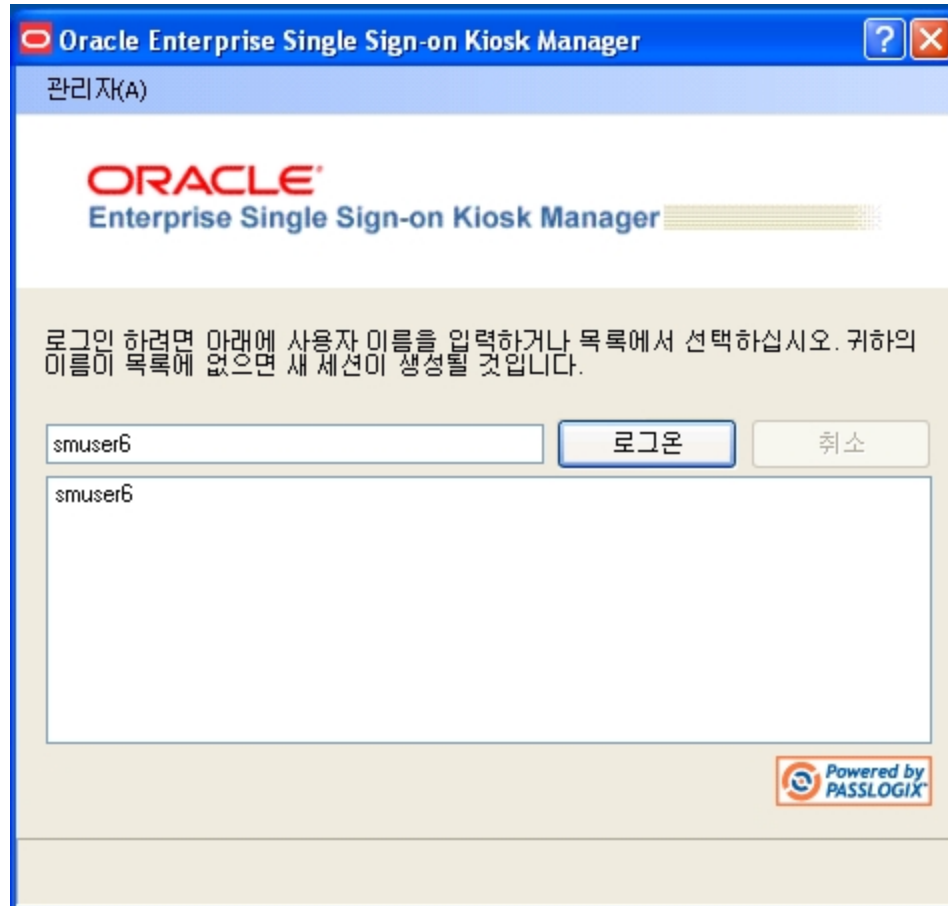 Oracle Enterprise Single Sign-on Kiosk Manager
관리자(A)
ORACLE
Enterprise Single Sign-on Kiosk Manager
로그인 하려면 아래에 사용자 이름을 입력하거나 목록에서 선택하십시오. 귀하의
이름이 목록에 없으면 새 세션이 생성될 것입니다.
smuser6
로그온
취소
smuser6
Powered by
PASSLOGIX